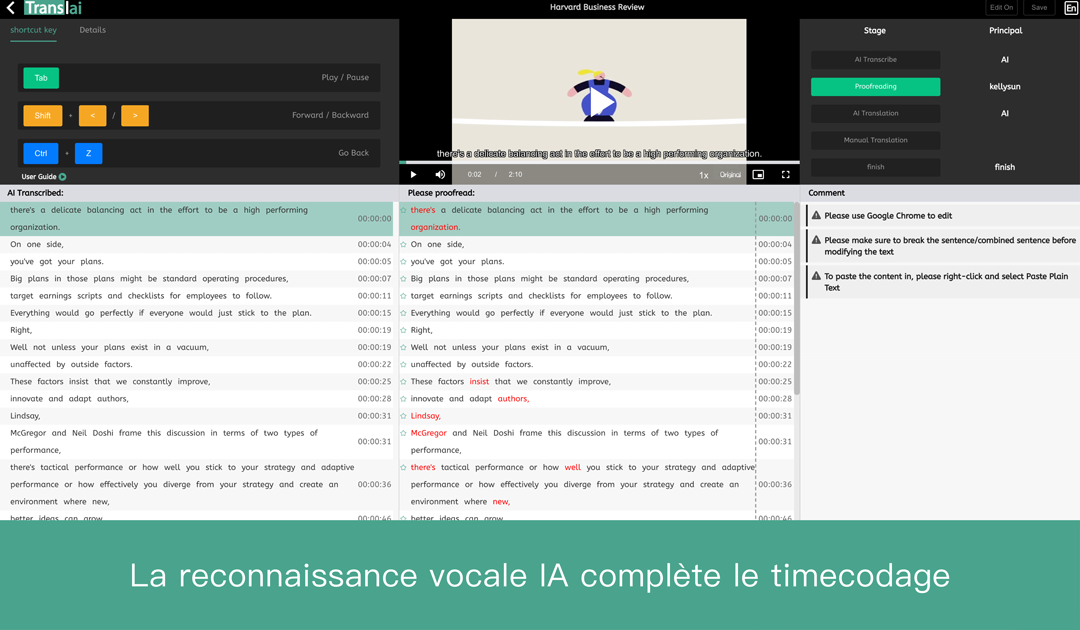 Translai
Harvard Business Review
Edit On
Save
En
shortcut key
Details
Tab
Play / Pause
Shift + < / >
Forward / Backward
Ctrl + Z
Go Back
User Guide
there's a delicate balancing act in the effort to be a high performing organization.
0:02 / 2:10
1x
Original
Stage
Principal
AI Transcribe
AI
Proofreading
kellysun
AI Translation
AI
Manual Translation
finish
finish
AI Transcribed:
there's a delicate balancing act in the effort to be a high performing
organization.
00:00:00
On one side,
00:00:04
you've got your plans.
00:00:05
Big plans in those plans might be standard operating procedures,
00:00:07
target earnings scripts and checklists for employees to follow.
00:00:11
Everything would go perfectly if everyone would just stick to the plan.
00:00:15
Right,
00:00:19
Well not unless your plans exist in a vacuum,
00:00:19
unaffected by outside factors.
00:00:22
These factors insist that we constantly improve,
00:00:25
innovate and adapt authors,
00:00:28
Lindsay,
00:00:31
McGregor and Neil Doshi frame this discussion in terms of two types of
performance,
00:00:31
there's tactical performance or how well you stick to your strategy and adaptive
performance or how effectively you diverge from your strategy and create an
environment where new,
00:00:36
better ideas can grow
00:00:46
Please proofread:
there's a delicate balancing act in the effort to be a high performing
organization.
00:00:00
On one side,
00:00:04
you've got your plans.
00:00:05
Big plans in those plans might be standard operating procedures,
00:00:07
target earnings scripts and checklists for employees to follow.
00:00:11
Everything would go perfectly if everyone would just stick to the plan.
00:00:15
Right,
00:00:19
Well not unless your plans exist in a vacuum,
00:00:19
unaffected by outside factors.
00:00:22
These factors insist that we constantly improve,
00:00:25
innovate and adapt authors,
00:00:28
Lindsay,
00:00:31
McGregor and Neil Doshi frame this discussion in terms of two types of
performance,
00:00:31
there's tactical performance or how well you stick to your strategy and adaptive
performance or how effectively you diverge from your strategy and create an
environment where new,
00:00:36
better ideas can grow
00:00:46
Comment
Please use Google Chrome to edit
Please make sure to break the sentence/combined sentence before
modifying the text
To paste the content in, please right-click and select Paste Plain
Text
La reconnaissance vocale IA complète le timecodage